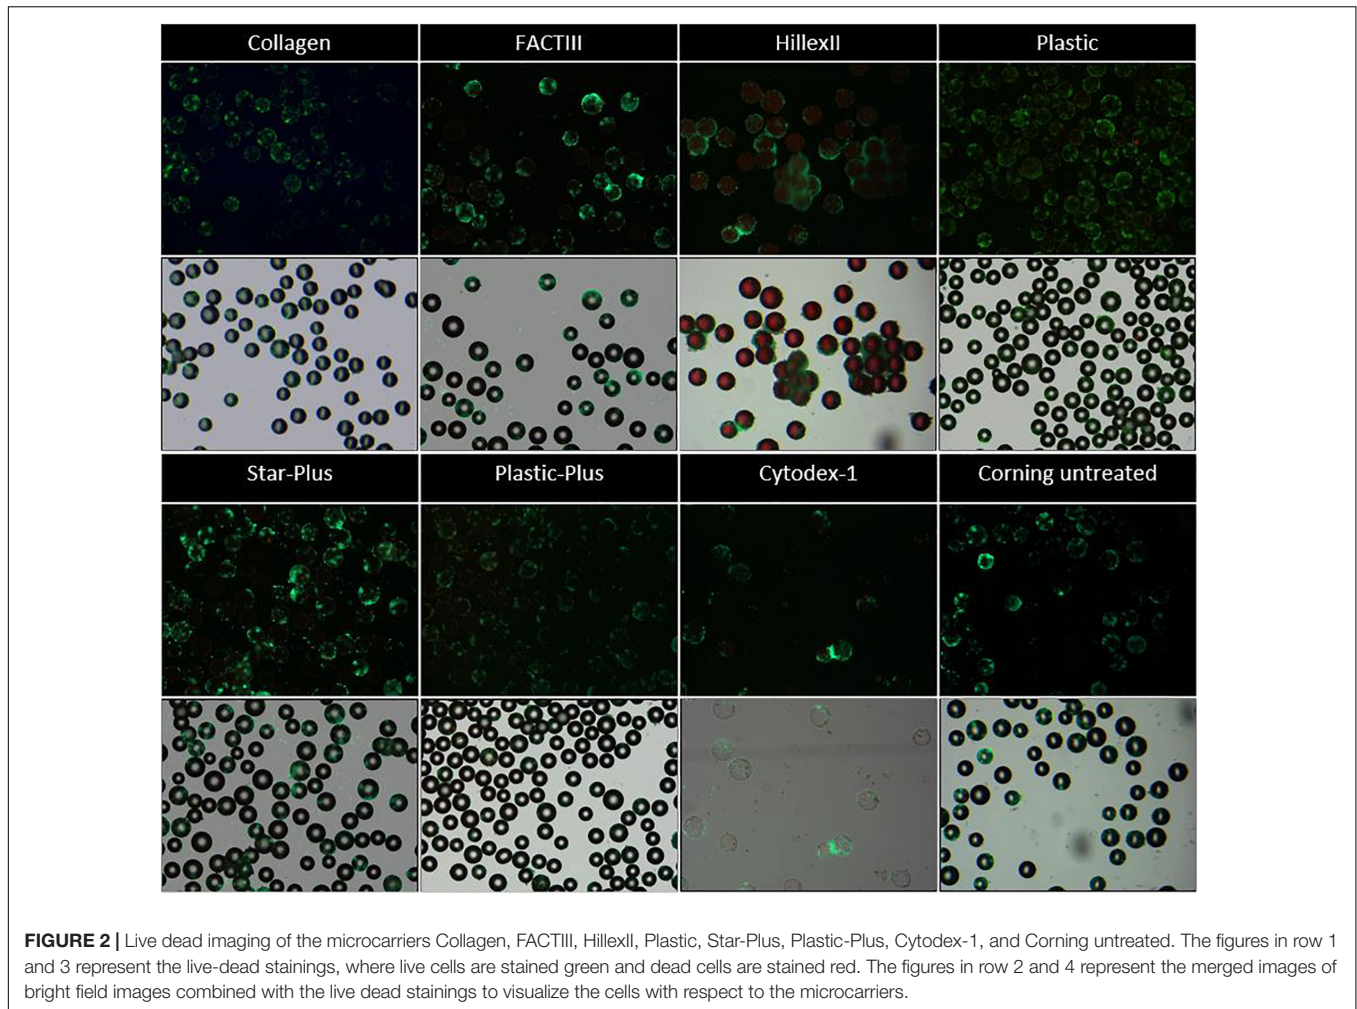 Collagen
FACTIII
HillexII
Plastic
Star-Plus
Plastic-Plus
Cytodex-1
Corning untreated
FIGURE 2 | Live dead imaging of the microcarriers Collagen, FACTIII, HillexII, Plastic, Star-Plus, Plastic-Plus, Cytodex-1, and Corning untreated. The figures in row 1
and 3 represent the live-dead stainings, where live cells are stained green and dead cells are stained red. The figures in row 2 and 4 represent the merged images of
bright field images combined with the live dead stainings to visualize the cells with respect to the microcarriers.